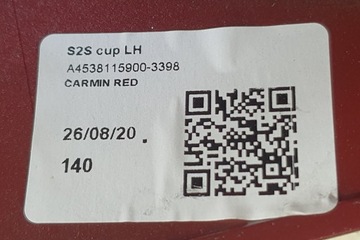 S2S cup LH
A4538115900-3398
CARMIN RED
26/08/20 .
140